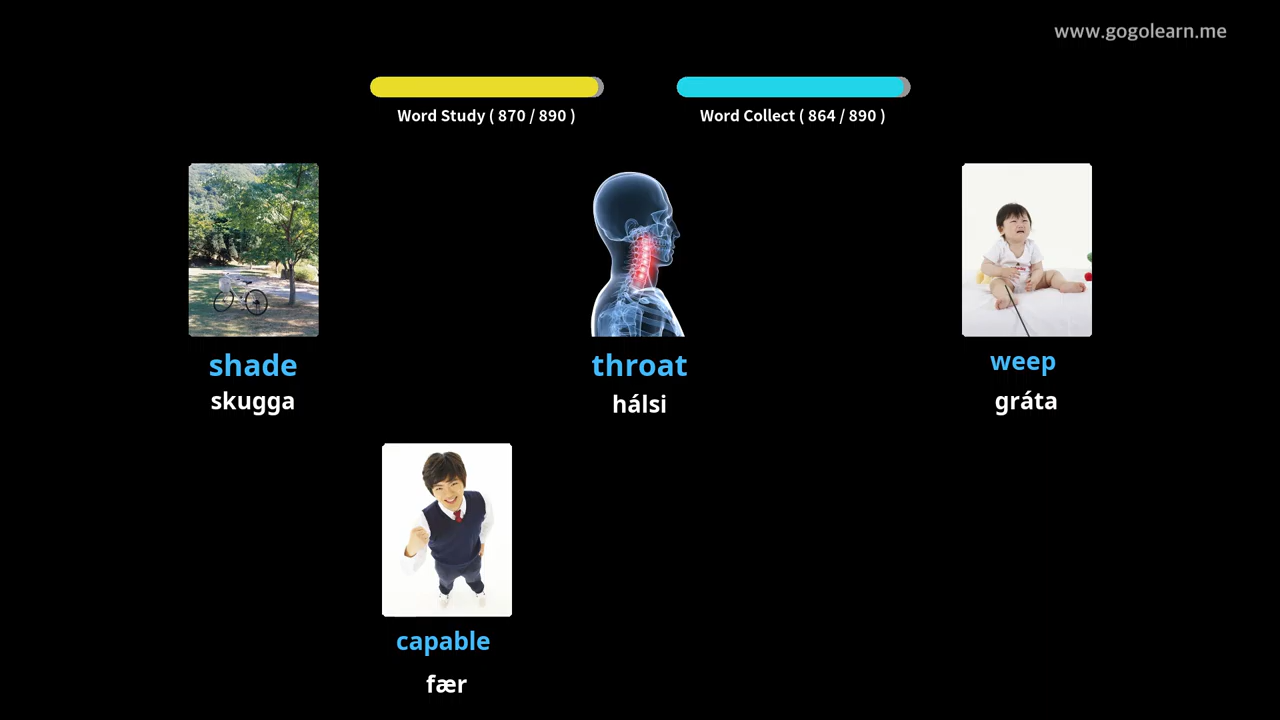 www.gogolearn.me
Word Study ( 870 / 890 )
Word Collect ( 864 / 890 )
shade
skugga
throat
hálsi
weep
gráta
capable
fær